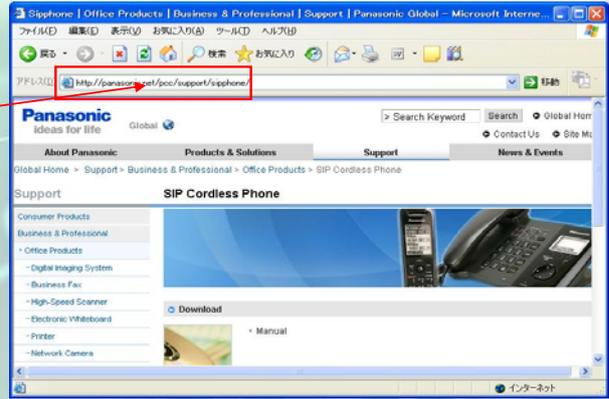 Sipphone | Office Products | Business & Professional | Support | Panasonic Global - Microsoft Interne...
ファイル(F) 編集(E) 表示(V) お気に入り(A) ツール(T) ヘルプ(H)
戻る 検索 お気に入り
アドレス(D) http://panasonic.net/pcc/support/sipphone/ 移動
Panasonic
ideas for life
Global
> Search Keyword Search Global Hom
Contact Us Site Ma
About Panasonic Products & Solutions Support News & Events
Global Home > Support > Business & Professional > Office Products > SIP Cordless Phone
Support SIP Cordless Phone
Consumer Products
Business & Professional
Office Products
Digital Imaging System
Business Fax
High-Speed Scanner
Electronic Whiteboard
Printer
Network Camera
Download
Manual
インターネット